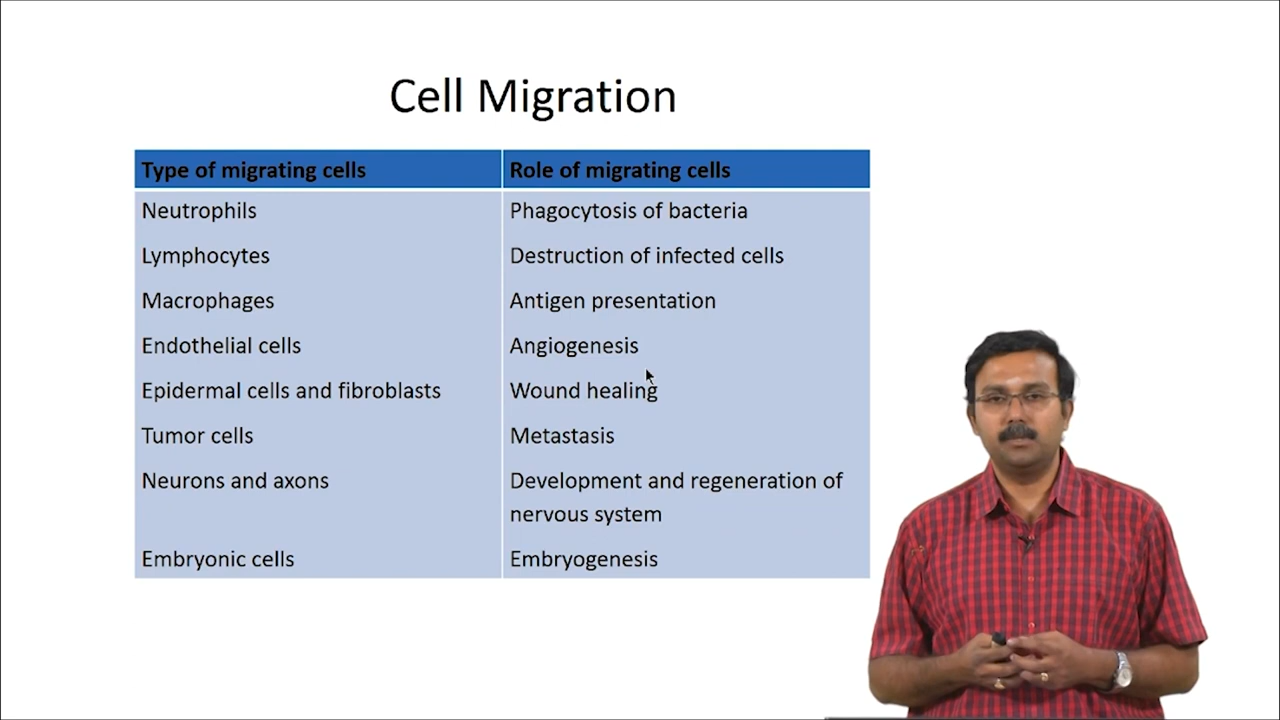 Cell Migration
Type of migrating cells
Role of migrating cells
Neutrophils
Phagocytosis of bacteria
Lymphocytes
Destruction of infected cells
Macrophages
Antigen presentation
Endothelial cells
Angiogenesis
Epidermal cells and fibroblasts
Wound healing
Tumor cells
Metastasis
Neurons and axons
Development and regeneration of
nervous system
Embryonic cells
Embryogenesis